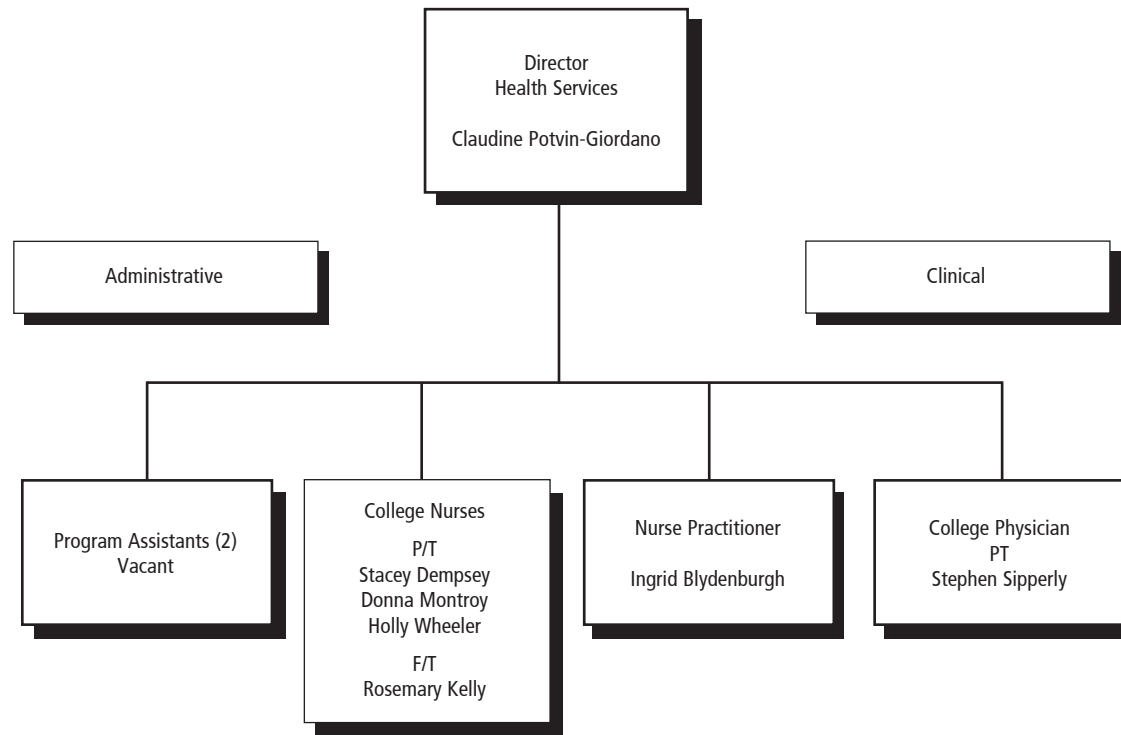 Director
Health Services
Claudine Potvin-Giordano
Administrative
Clinical
Program Assistants (2)
Vacant
College Nurses
P/T
Stacey Dempsey
Donna Montroy
Holly Wheeler
F/T
Rosemary Kelly
Nurse Practitioner
Ingrid Blydenburgh
College Physician
PT
Stephen Sipperly